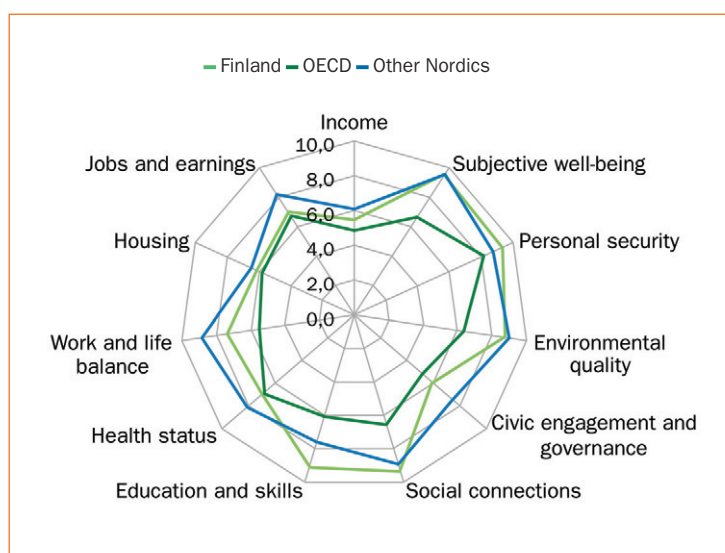 Finland OECD Other Nordics
Income
10,0
8,0
6,0
4,0
2,0
0,0
Subjective well-being
Personal security
Environmental
quality
Civic engagement and
governance
Social connections
Education and skills
Health status
Work and life
balance
Housing
Jobs and earnings